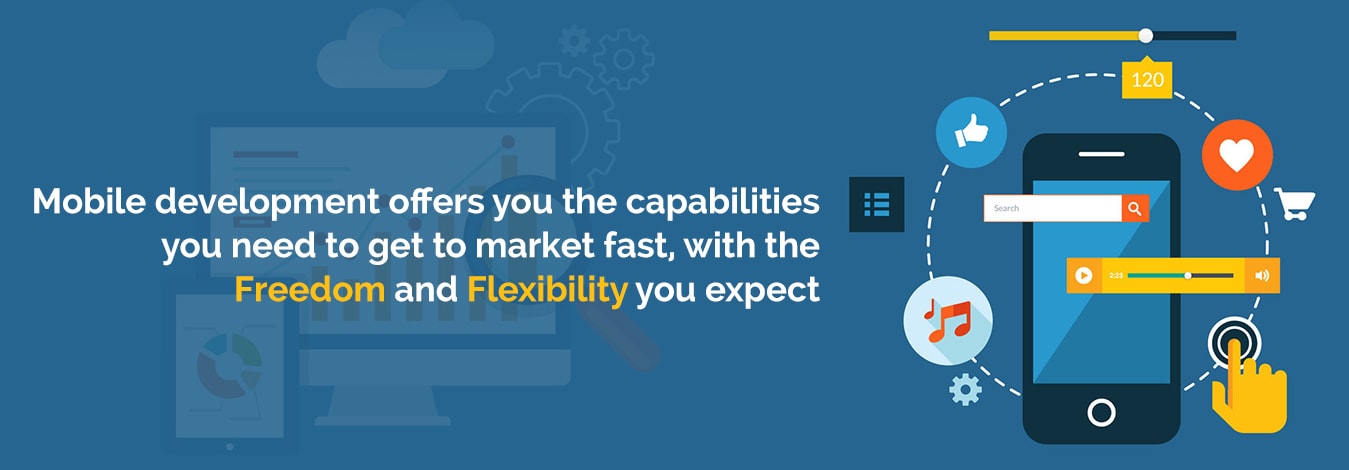 Mobile development offers you the capabilities
you need to get to market fast, with the
Freedom and Flexibility you expect
120
Search
2:23